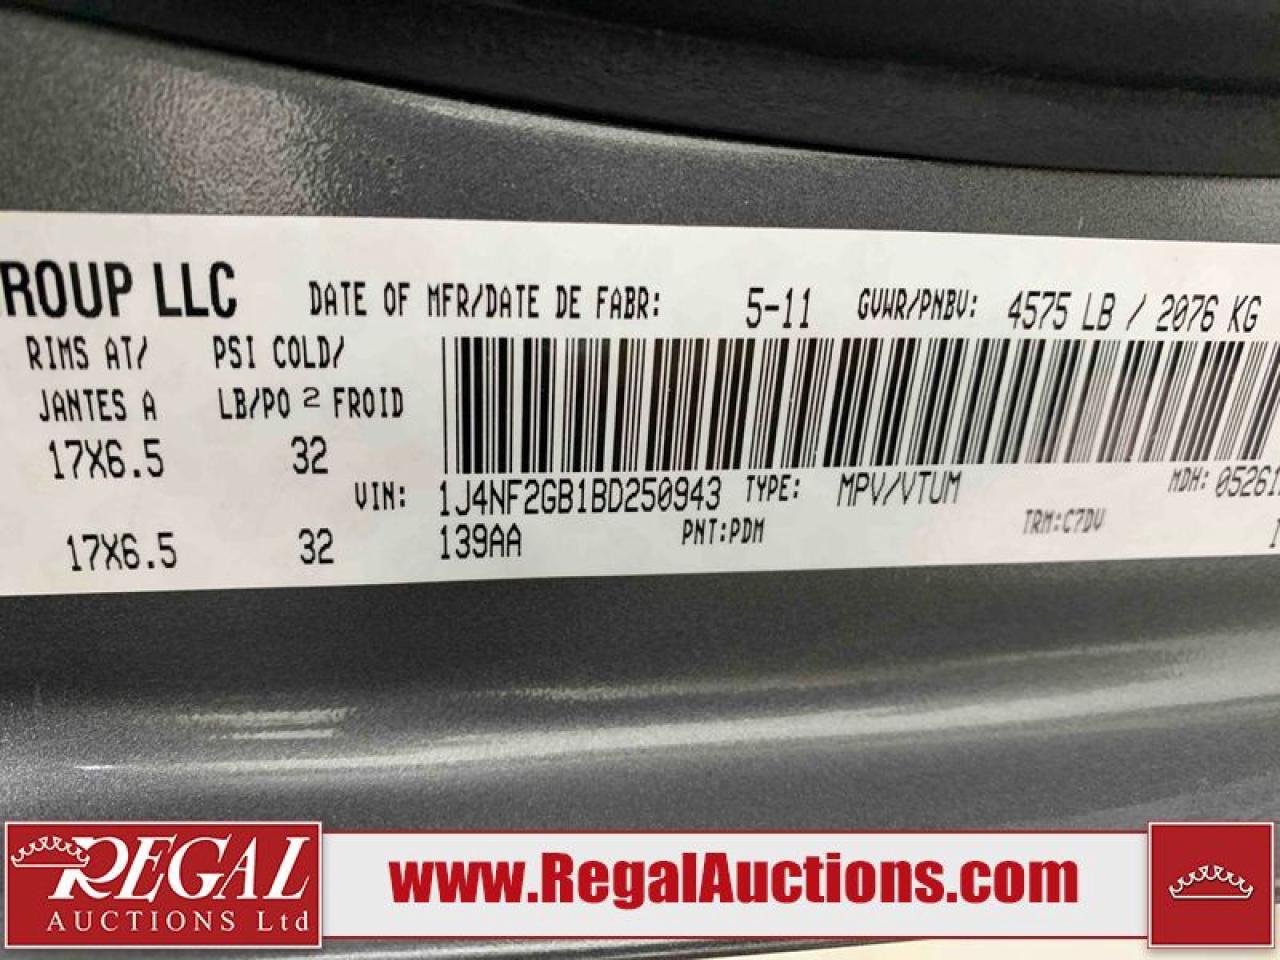 ROUP LLC DATE OF MFR/DATE DE FABR: 5-11 GVWR/PNBV: 4575 LB / 2076 KG
RIMS AT/ PSI COLD/
JANTES A LB/PO 2 FROID
17X6.5 32
VIN: 1J4NF2GB1BD250943 TYPE: MPV/VTUM MDH: 05261
17X6.5 32 139AA PNT:PDM TRM:C7DV
REGAL
AUCTIONS Ltd
www.RegalAuctions.com